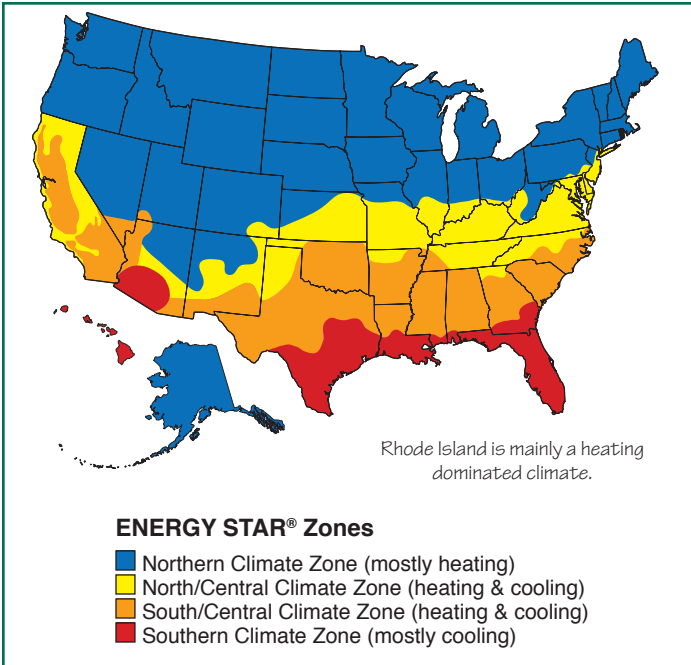 Rhode Island is mainly a heating
dominated climate.
ENERGY STAR® Zones
Northern Climate Zone (mostly heating)
North/Central Climate Zone (heating & cooling)
South/Central Climate Zone (heating & cooling)
Southern Climate Zone (mostly cooling)